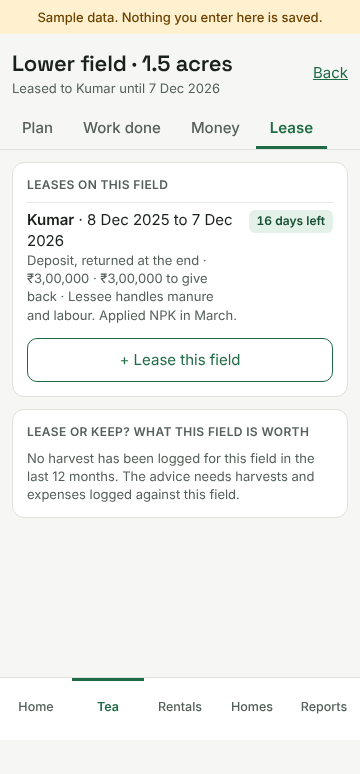 Sample data. Nothing you enter here is saved.
Lower field · 1.5 acres
Back
Leased to Kumar until 7 Dec 2026
Plan
Work done
Money
Lease
LEASES ON THIS FIELD
Kumar · 8 Dec 2025 to 7 Dec
2026
16 days left
Deposit, returned at the end ·
₹3,00,000 · ₹3,00,000 to give
back · Lessee handles manure
and labour. Applied NPK in March.
+ Lease this field
LEASE OR KEEP? WHAT THIS FIELD IS WORTH
No harvest has been logged for this field in the
last 12 months. The advice needs harvests and
expenses logged against this field.
Home
Tea
Rentals
Homes
Reports